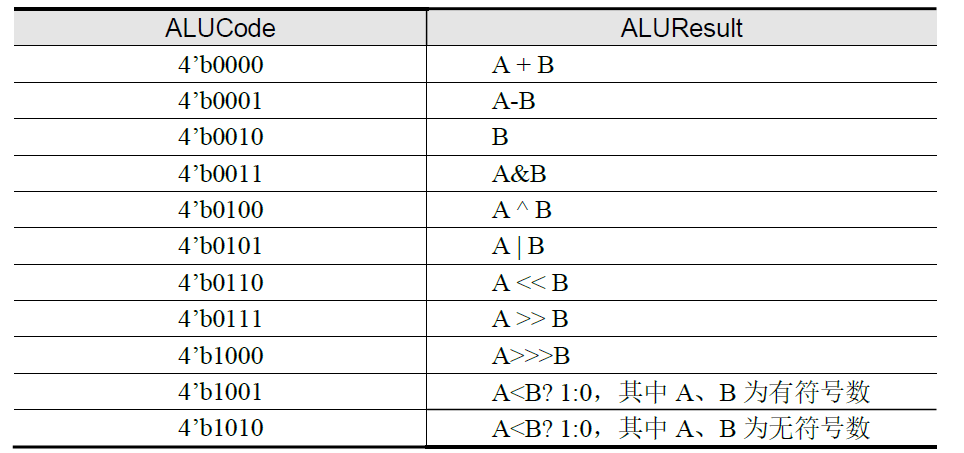 ALUCode ALUResult
4’b0000 A + B
4’b0001 A-B
4’b0010 B
4’b0011 A&B
4’b0100 A ^ B
4’b0101 A | B
4’b0110 A << B
4’b0111 A >> B
4’b1000 A>>>B
4’b1001 A<B? 1:0，其中 A、B 为有符号数
4’b1010 A<B? 1:0，其中 A、B 为无符号数